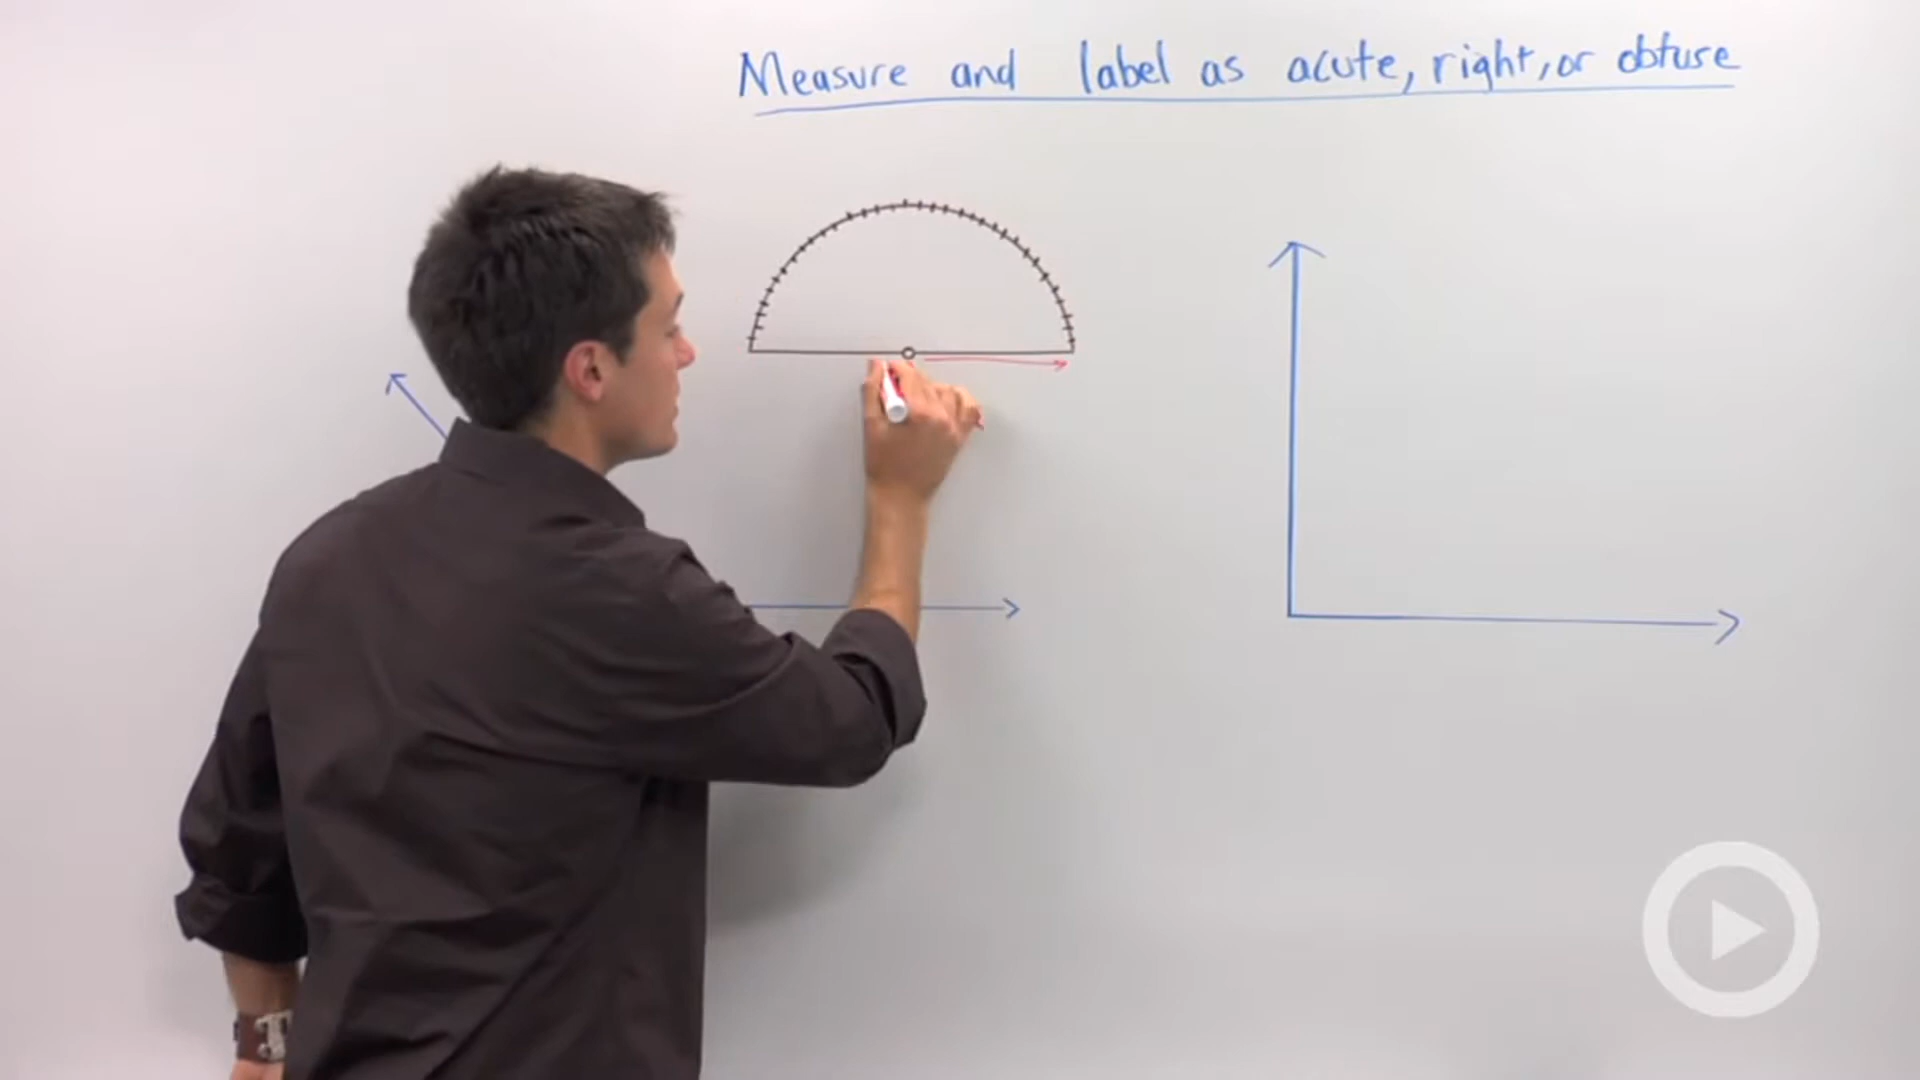 Measure and label as acute, right, or obtuse